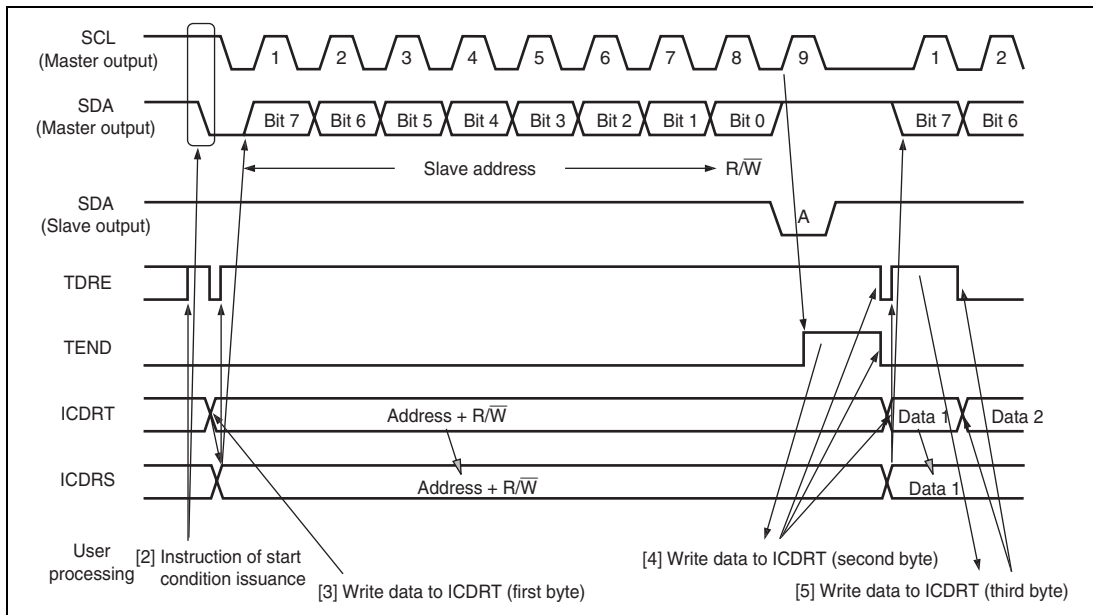 SCL
(Master output)
1 2 3 4 5 6 7 8 9 1 2
SDA
(Master output)
Bit 7 Bit 6 Bit 5 Bit 4 Bit 3 Bit 2 Bit 1 Bit 0 Bit 7 Bit 6
Slave address R/W̅
SDA
(Slave output)
A
TDRE
TEND
ICDRT
Address + R/W̅ Data 1 Data 2
ICDRS
Address + R/W̅ Data 1
User
processing
[2] Instruction of start
condition issuance
[3] Write data to ICDRT (first byte)
[4] Write data to ICDRT (second byte)
[5] Write data to ICDRT (third byte)